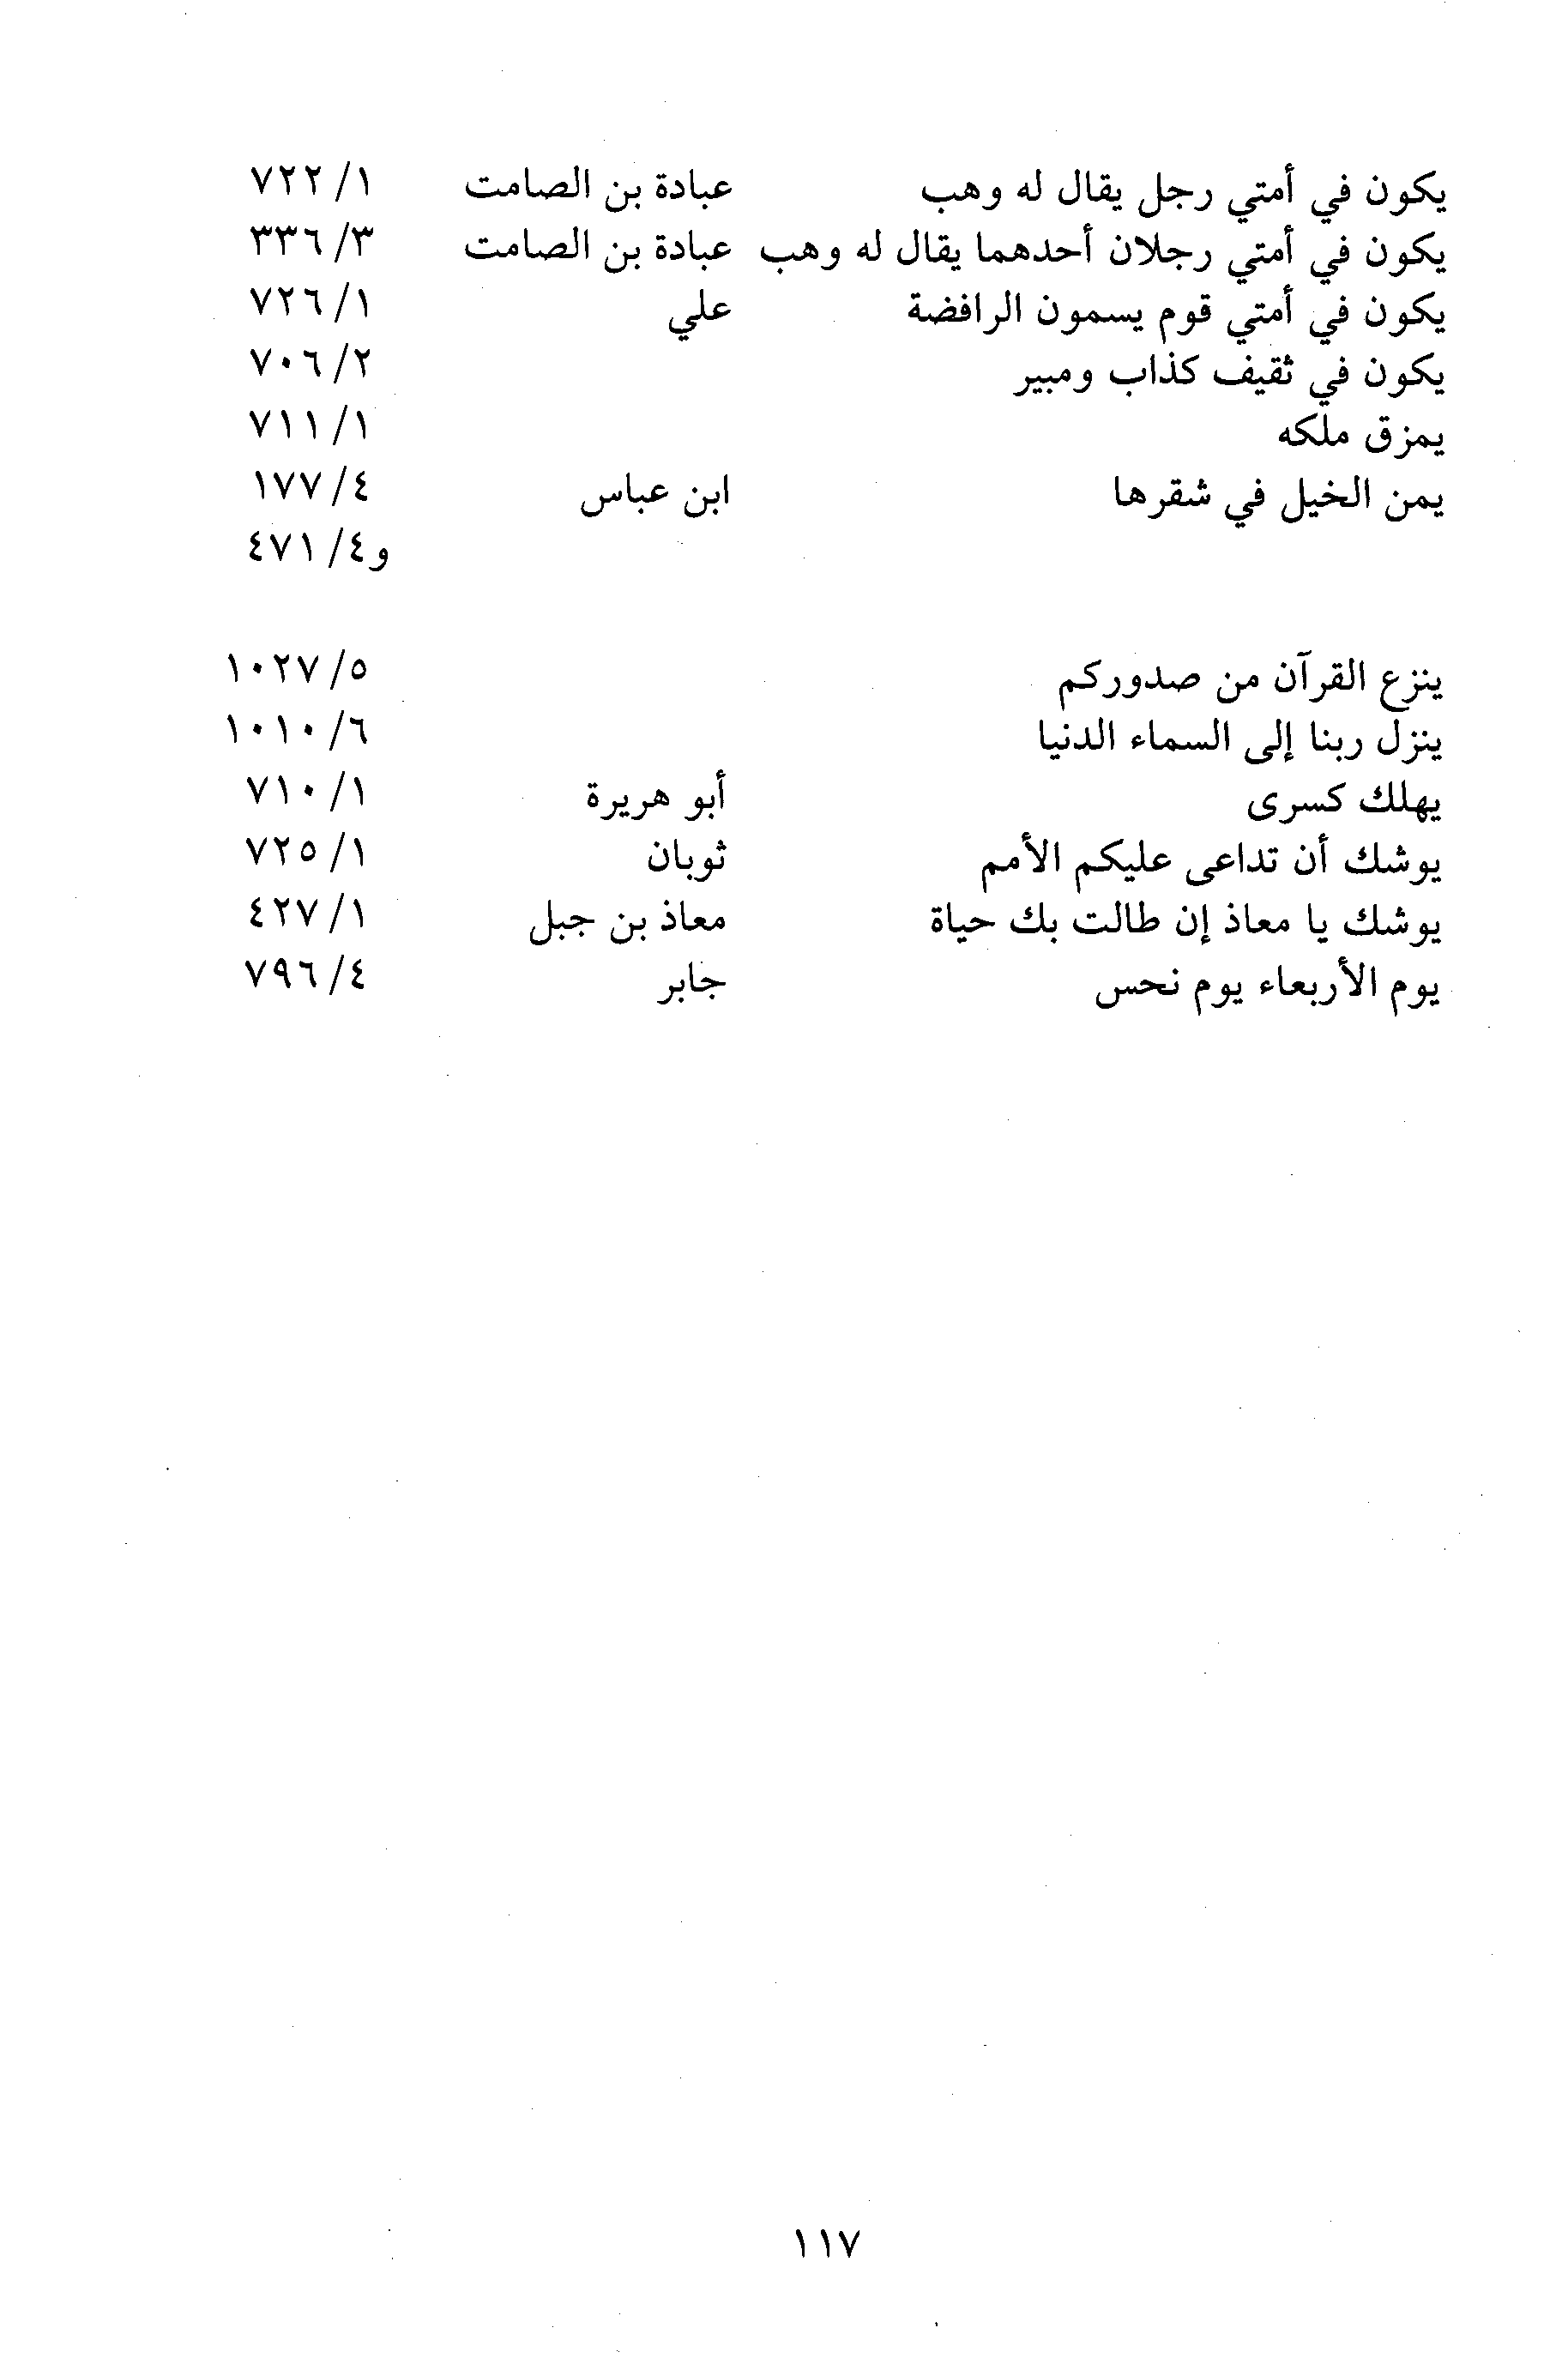 يكون في أمتي رجل يقال له وهب عبادة بن الصامت ١/ ٧٢٢
يكون في أمتي رجلان أحدهما يقال له وهب عبادة بن الصامت ٣/ ٣٣٦
يكون في أمتي قوم يسمون الرافضة علي ١/ ٧٢٦
يكون في ثقيف كذاب ومبير ٢/ ٧٠٦
يمزق ملكه ١/ ٧١١
يمن الخيل في شقرها ابن عباس ٤/ ١٧٧
و٤/ ٤٧١
ينزع القرآن من صدوركم ٥/ ١٠٢٧
ينزل ربنا إلى السماء الدنيا ٦/ ١٠١٠
يهلك كسرى أبو هريرة ١/ ٧١٠
يوشك أن تداعى عليكم الأمم ثوبان ١/ ٧٢٥
يوشك يا معاذ إن طالت بك حياة معاذ بن جبل ١/ ٤٢٧
يوم الأربعاء يوم نحس جابر ٤/ ٧٩٦
١١٧